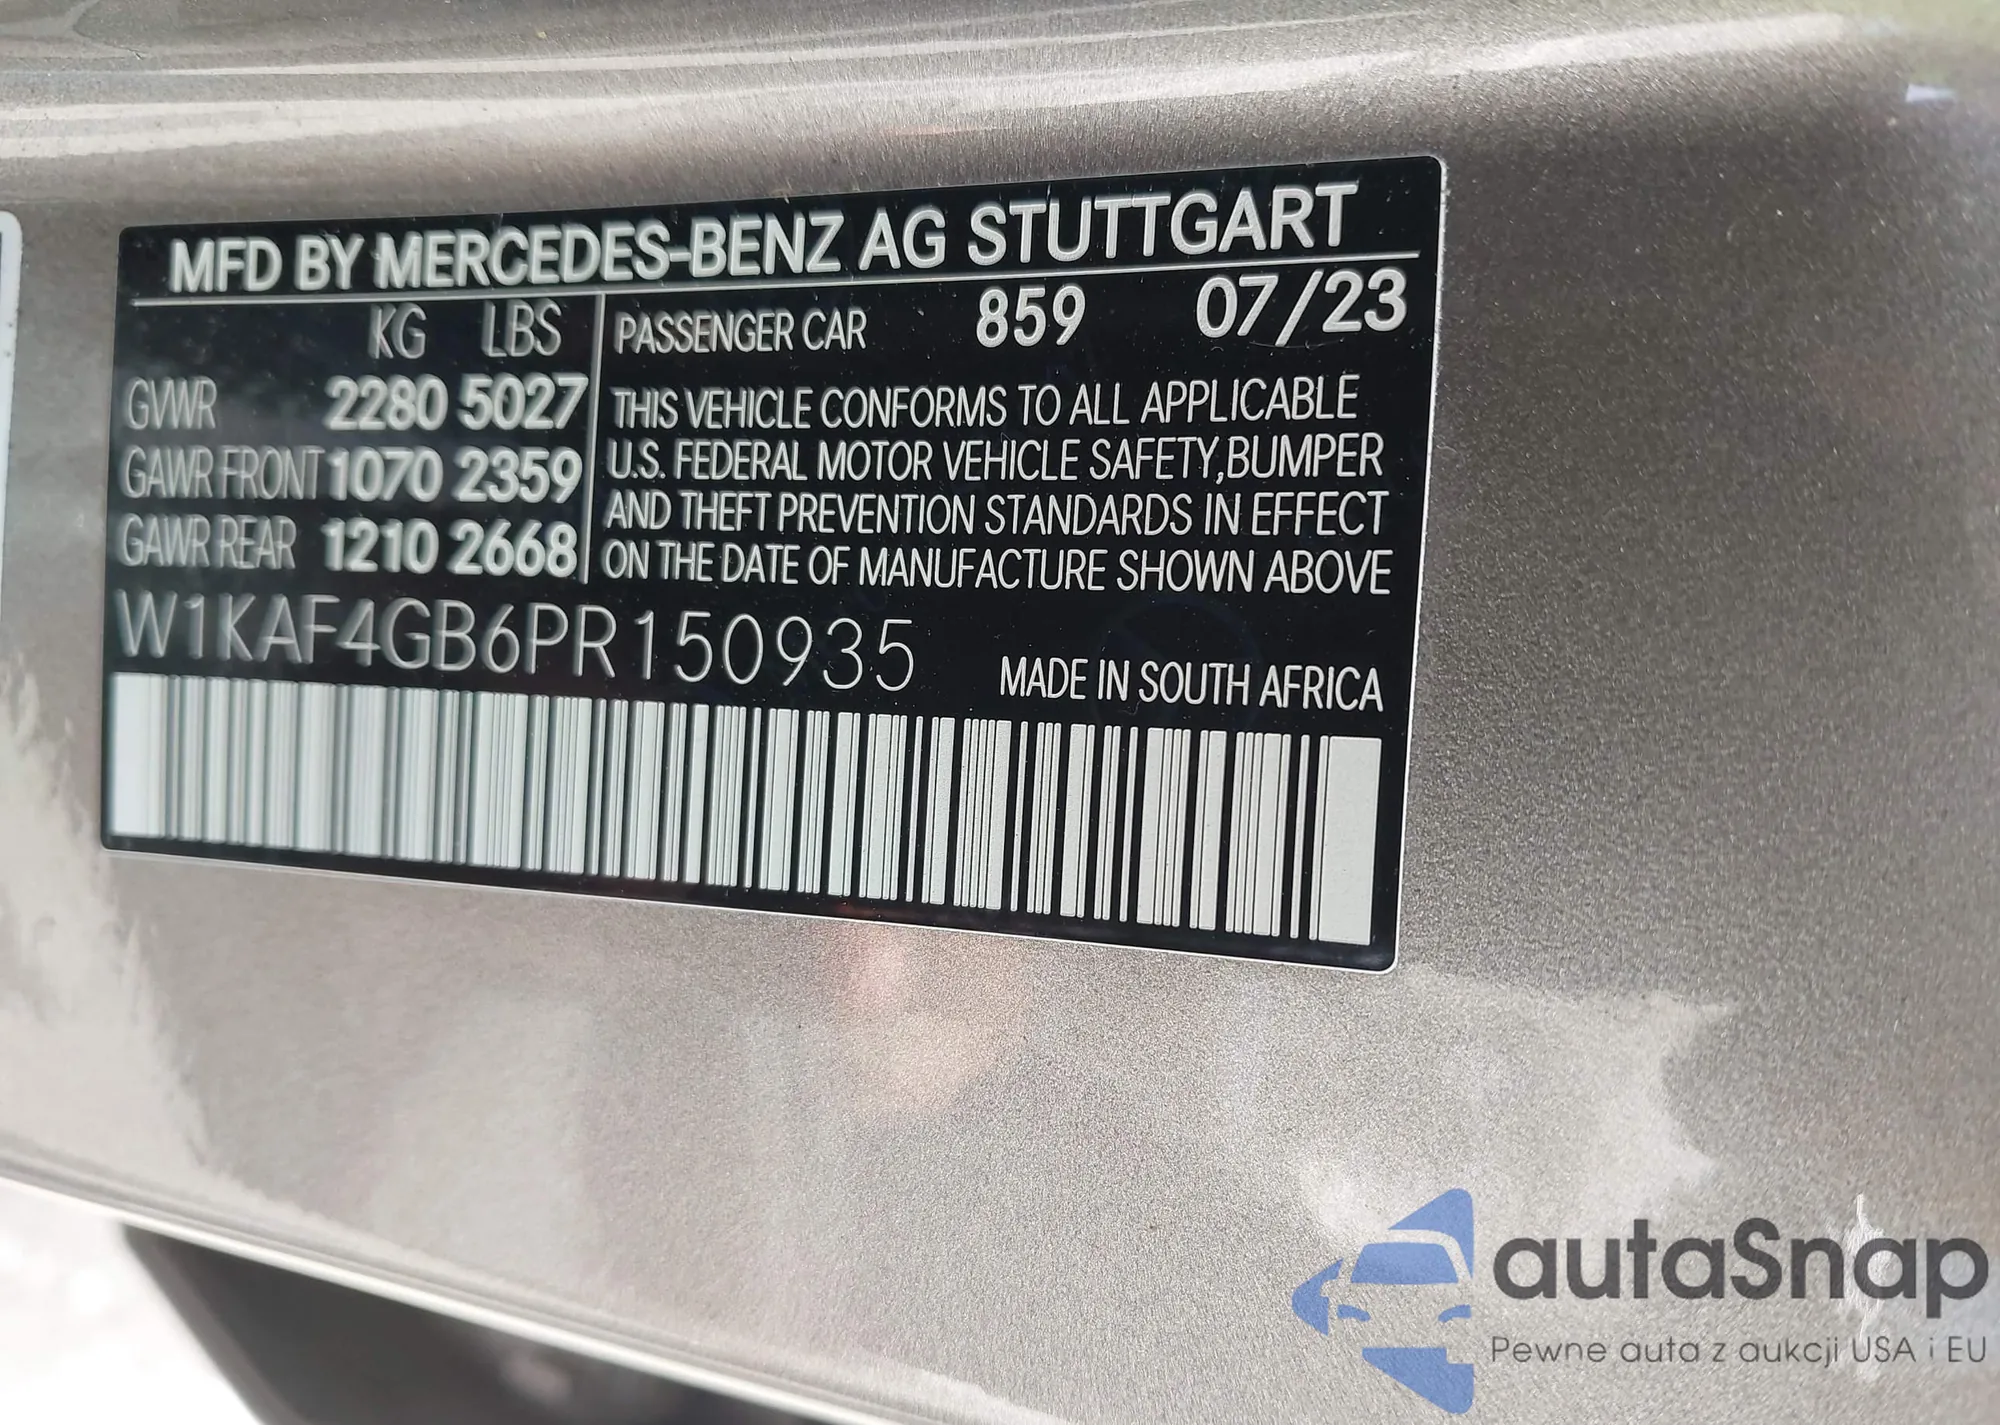 MFD BY MERCEDES-BENZ AG STUTTGART
KG LBS
GVWR 2280 5027
GAWR FRONT 1070 2359
GAWR REAR 1210 2668
PASSENGER CAR 859 07/23
THIS VEHICLE CONFORMS TO ALL APPLICABLE
U.S. FEDERAL MOTOR VEHICLE SAFETY,BUMPER
AND THEFT PREVENTION STANDARDS IN EFFECT
ON THE DATE OF MANUFACTURE SHOWN ABOVE
W1KAF4GB6PR150935
MADE IN SOUTH AFRICA
autaSnap
Pewne auta z aukcji USA i EU